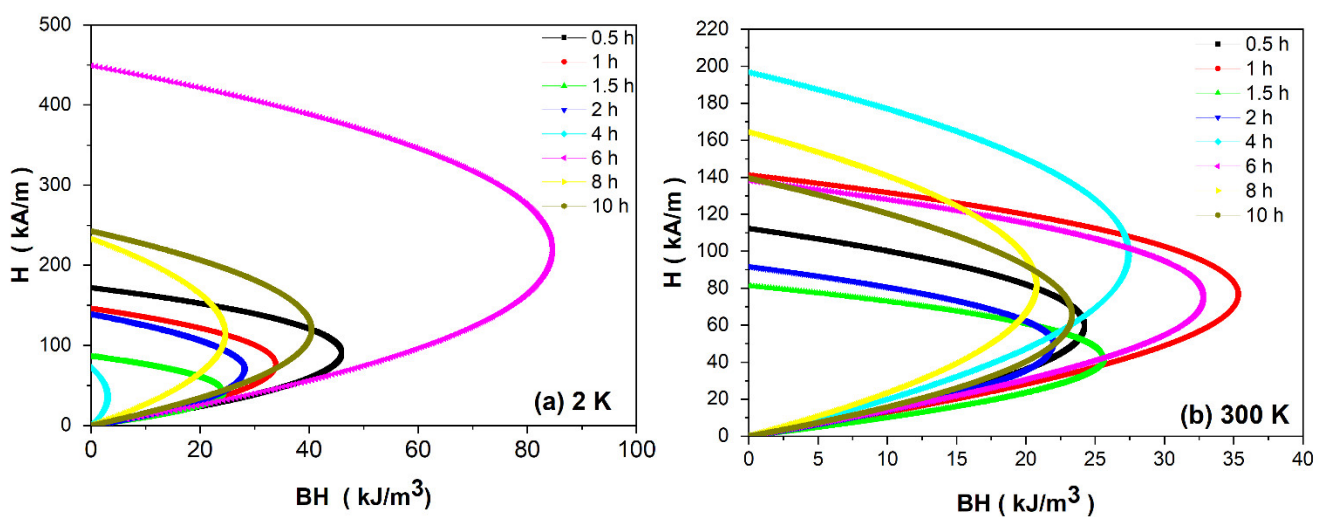 500
400
300
200
100
0
0
20
40
60
80
100
H ( kA/m )
BH ( kJ/m³)
0.5 h
1 h
1.5 h
2 h
4 h
6 h
8 h
10 h
(a) 2 K
220
200
180
160
140
120
100
80
60
40
20
0
0
5
10
15
20
25
30
35
40
H ( kA/m)
BH ( kJ/m³ )
0.5 h
1 h
1.5 h
2 h
4 h
6 h
8 h
10 h
(b) 300 K